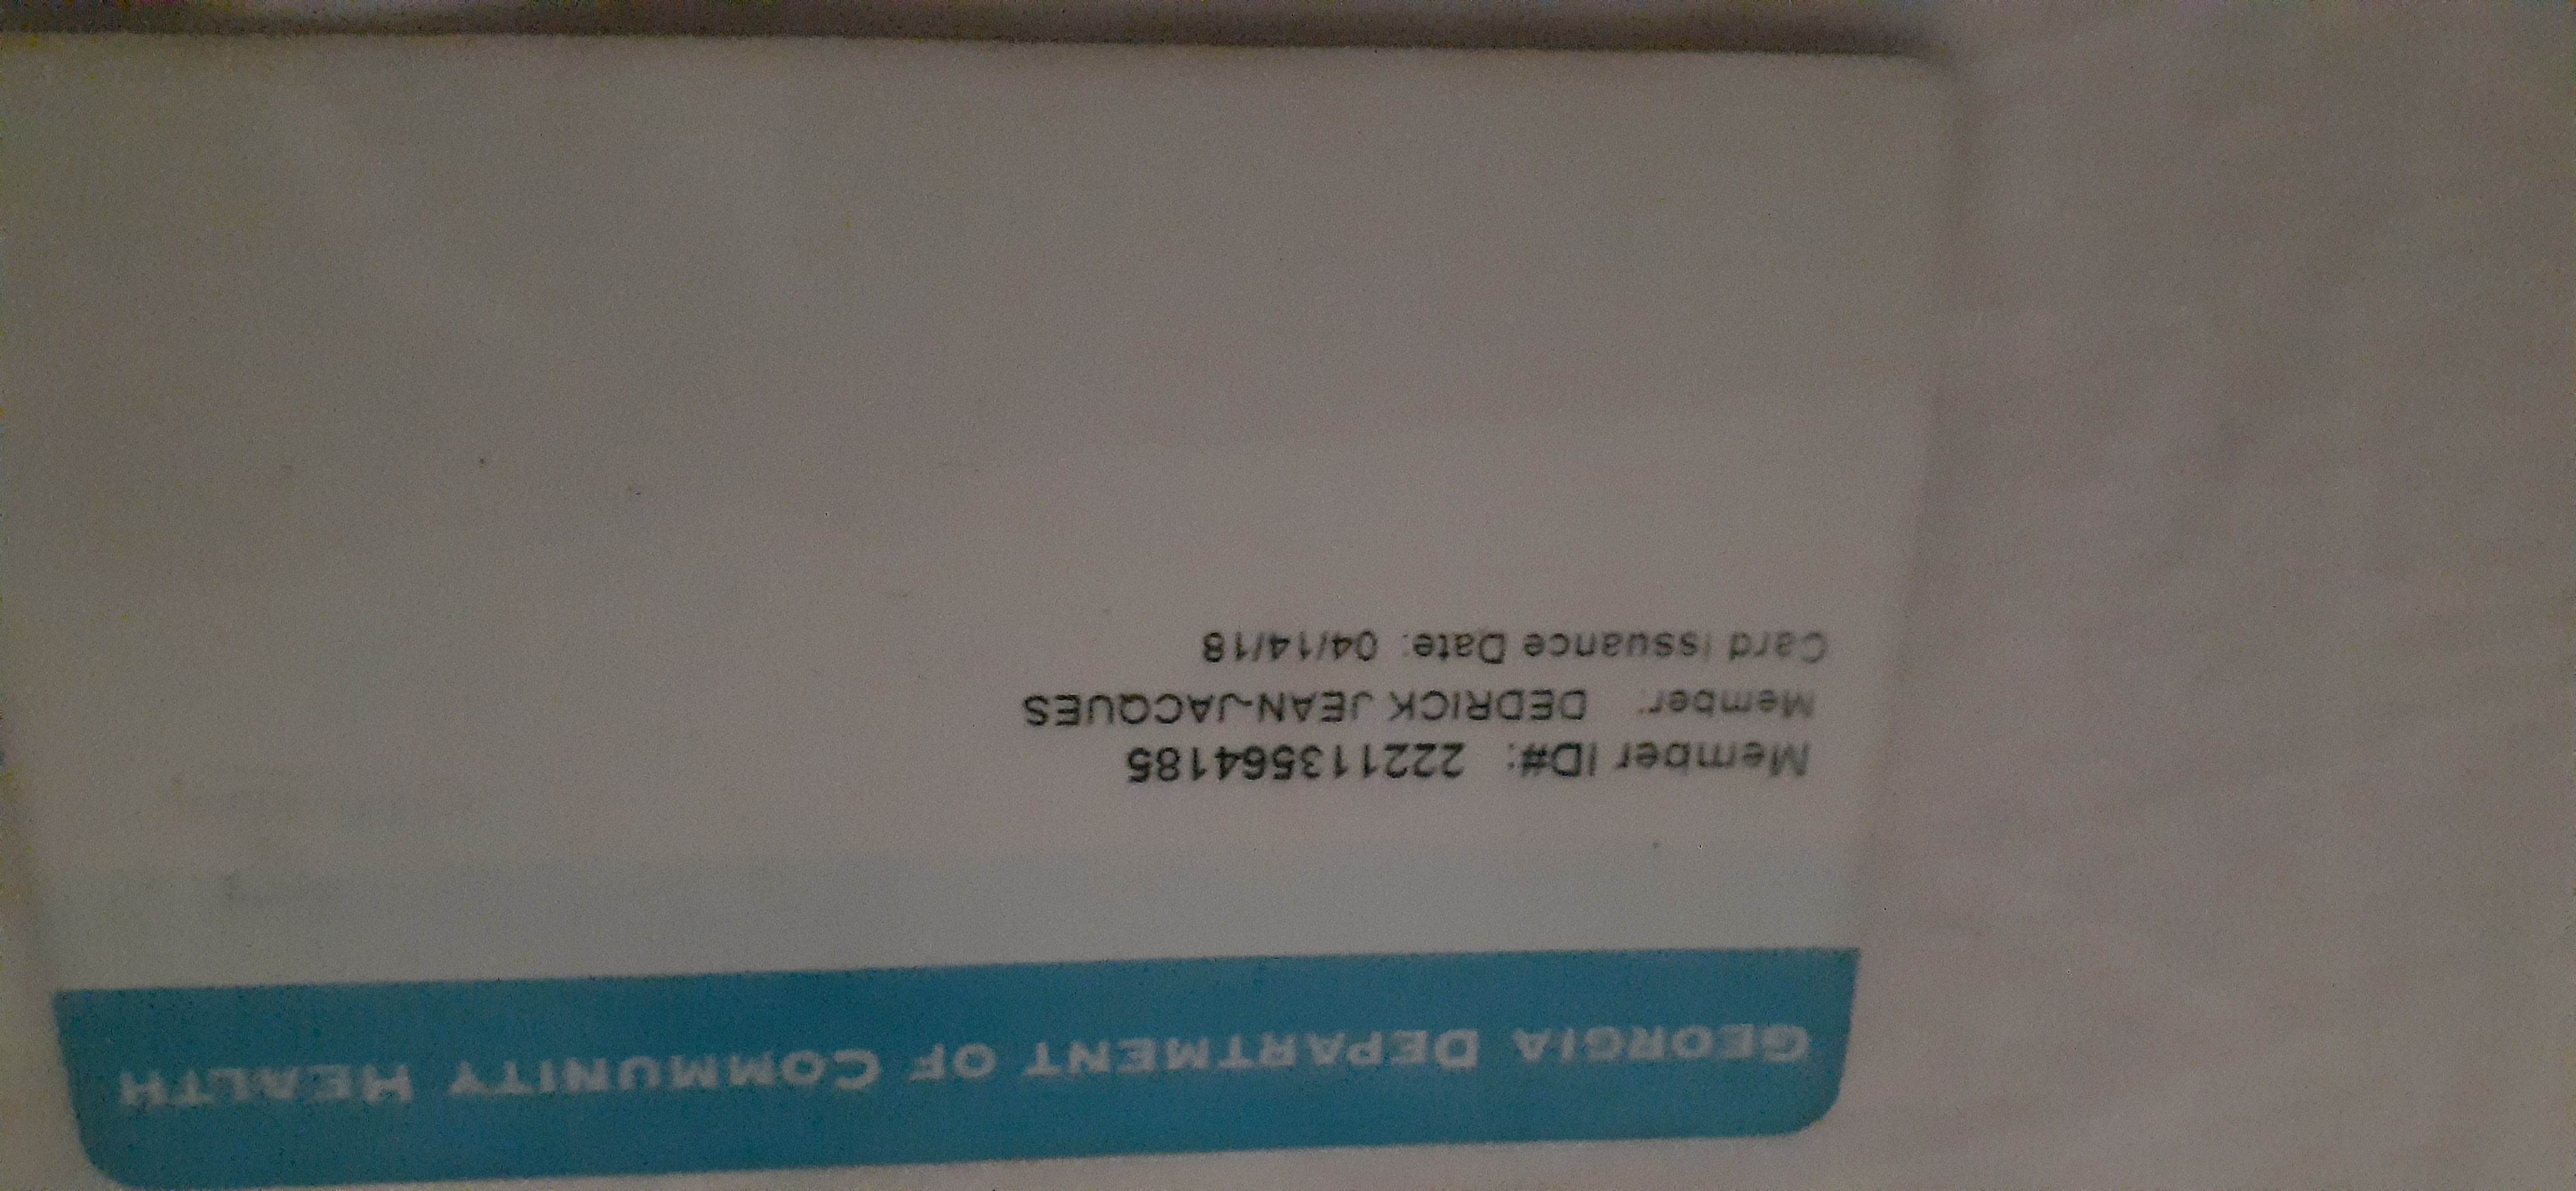 GEORGIA DEPARTMENT OF COMMUNITY HEALTH
Member ID#: 222113564185
Member: DEDRICK JEAN-JACQUES
Card Issuance Date: 04/14/18